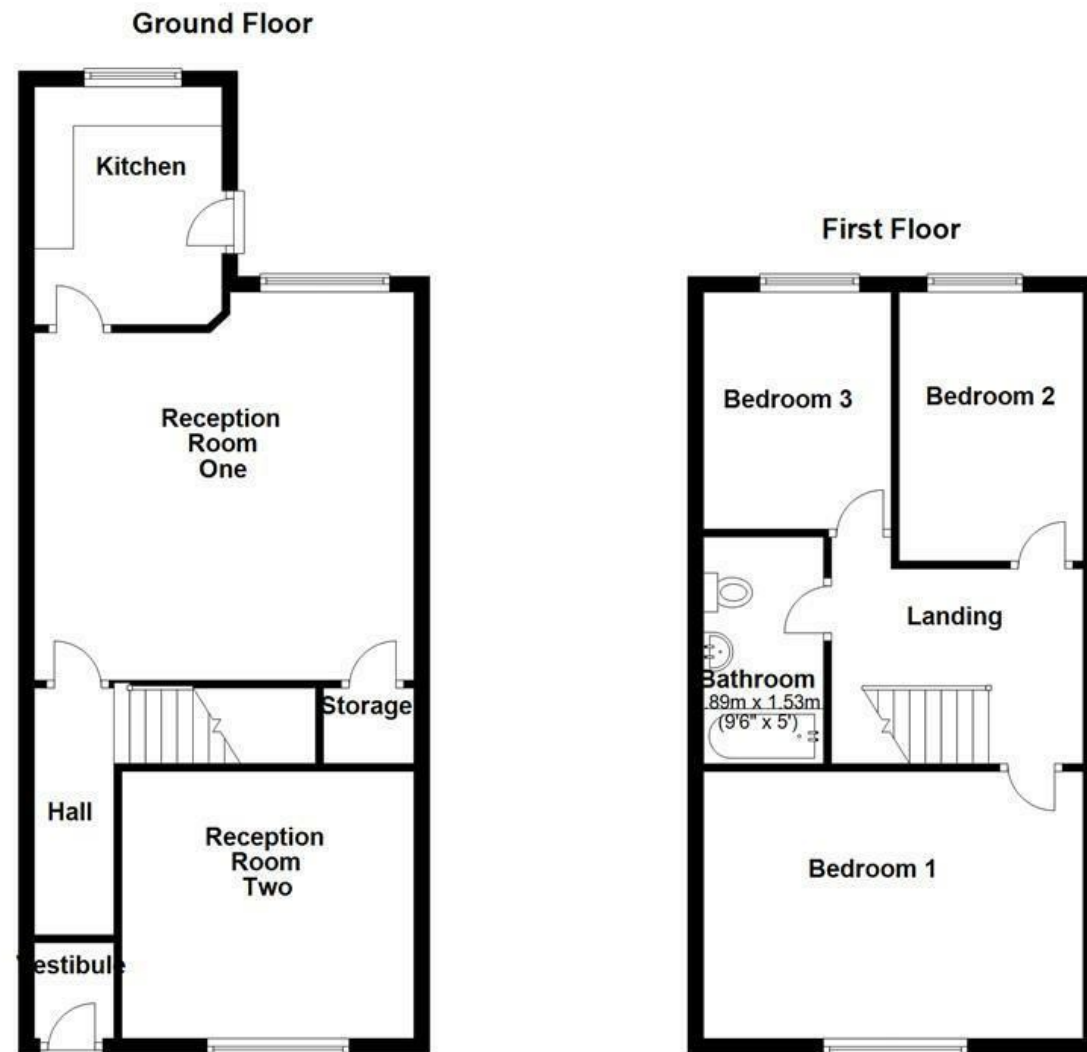 Ground Floor
Kitchen
Reception
Room
One
Storage
Hall
Reception
Room
Two
estibule
First Floor
Bedroom 3
Bedroom 2
Landing
Bathroom
.89m x 1.53m
(9'6" x 5')
Bedroom 1